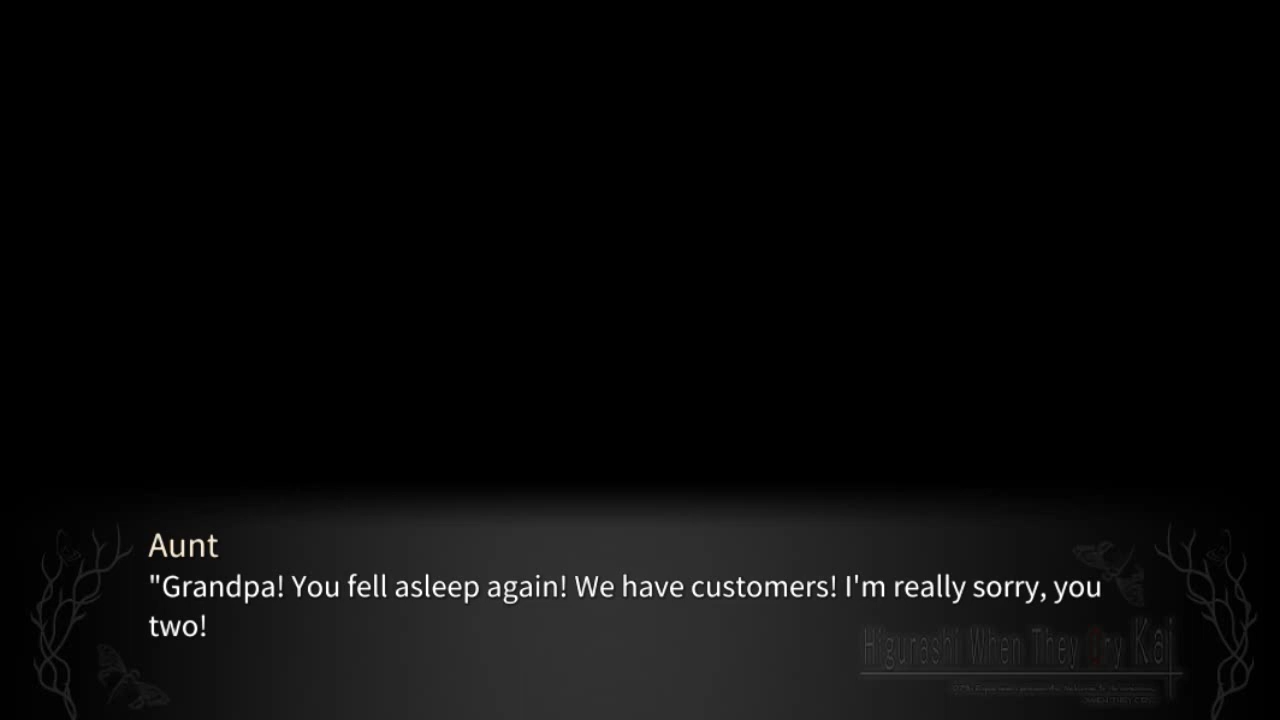 Aunt
"Grandpa! You fell asleep again! We have customers! I'm really sorry, you
two!
Higurashi When They Cry Kai